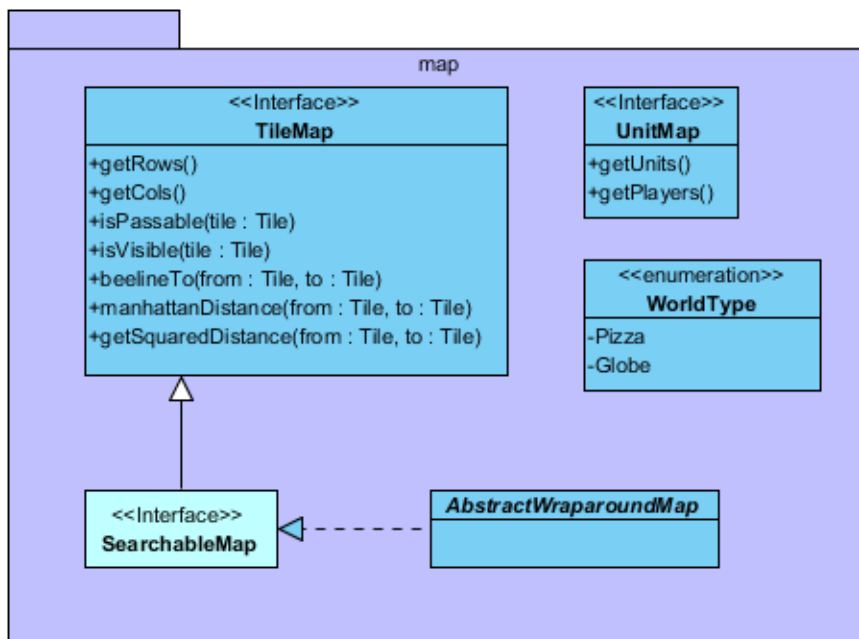 map
<<Interface>>
TileMap
+getRows()
+getCols()
+isPassable(tile : Tile)
+isVisible(tile : Tile)
+beelineTo(from : Tile, to : Tile)
+manhattanDistance(from : Tile, to : Tile)
+getSquaredDistance(from : Tile, to : Tile)
<<Interface>>
UnitMap
+getUnits()
+getPlayers()
<<enumeration>>
WorldType
-Pizza
-Globe
<<Interface>>
SearchableMap
AbstractWraparoundMap